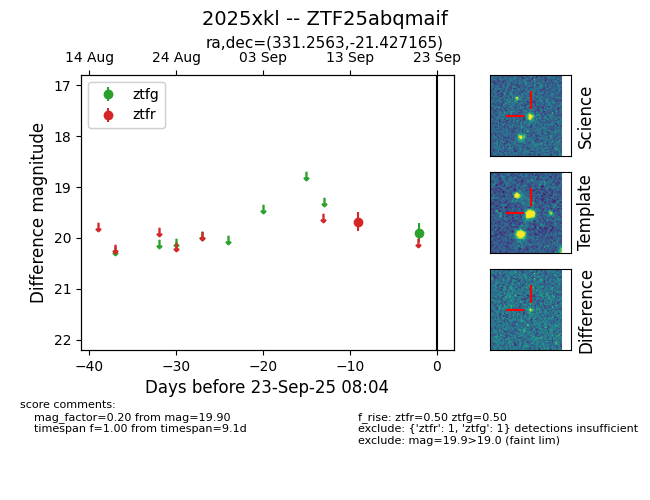 2025xkl -- ZTF25abqmaif
ra,dec=(331.2563,-21.427165)
14 Aug 24 Aug 03 Sep 13 Sep 23 Sep
ztfg
ztfr
17
18
19
20
21
22
Difference magnitude
−40 −30 −20 −10 0
Days before 23-Sep-25 08:04
Science
Template
Difference
score comments:
mag_factor=0.20 from mag=19.90
timespan f=1.00 from timespan=9.1d
f_rise: ztfr=0.50 ztfg=0.50
exclude: {'ztfr': 1, 'ztfg': 1} detections insufficient
exclude: mag=19.9>19.0 (faint lim)